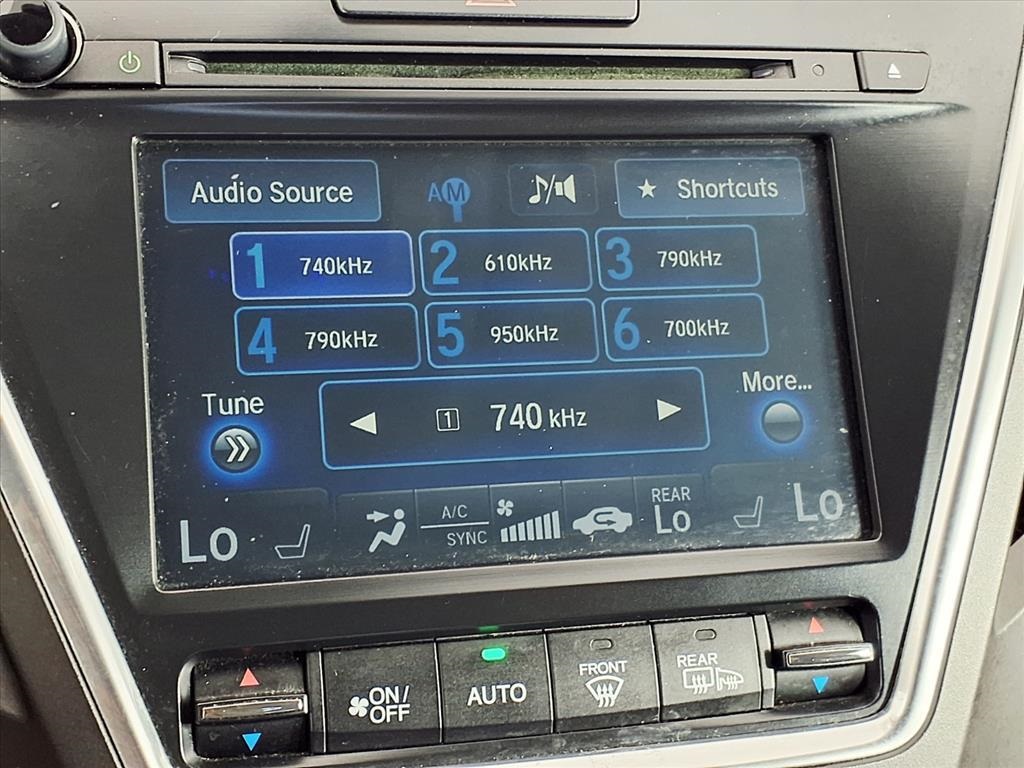 Audio Source
AM
Shortcuts
1 740kHz
2 610kHz
3 790kHz
4 790kHz
5 950kHz
6 700kHz
Tune
1 740 kHz
More...
Lo
A/C
SYNC
REAR
Lo
Lo
ON/
OFF
AUTO
FRONT
REAR